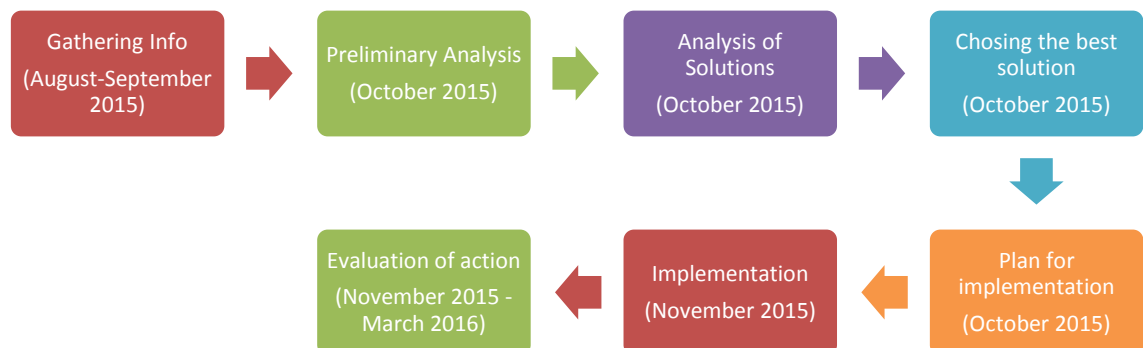 Gathering Info
(August-September
2015)
Preliminary Analysis
(October 2015)
Analysis of
Solutions
(October 2015)
Chosing the best
solution
(October 2015)
Plan for
implementation
(October 2015)
Implementation
(November 2015)
Evaluation of action
(November 2015 -
March 2016)